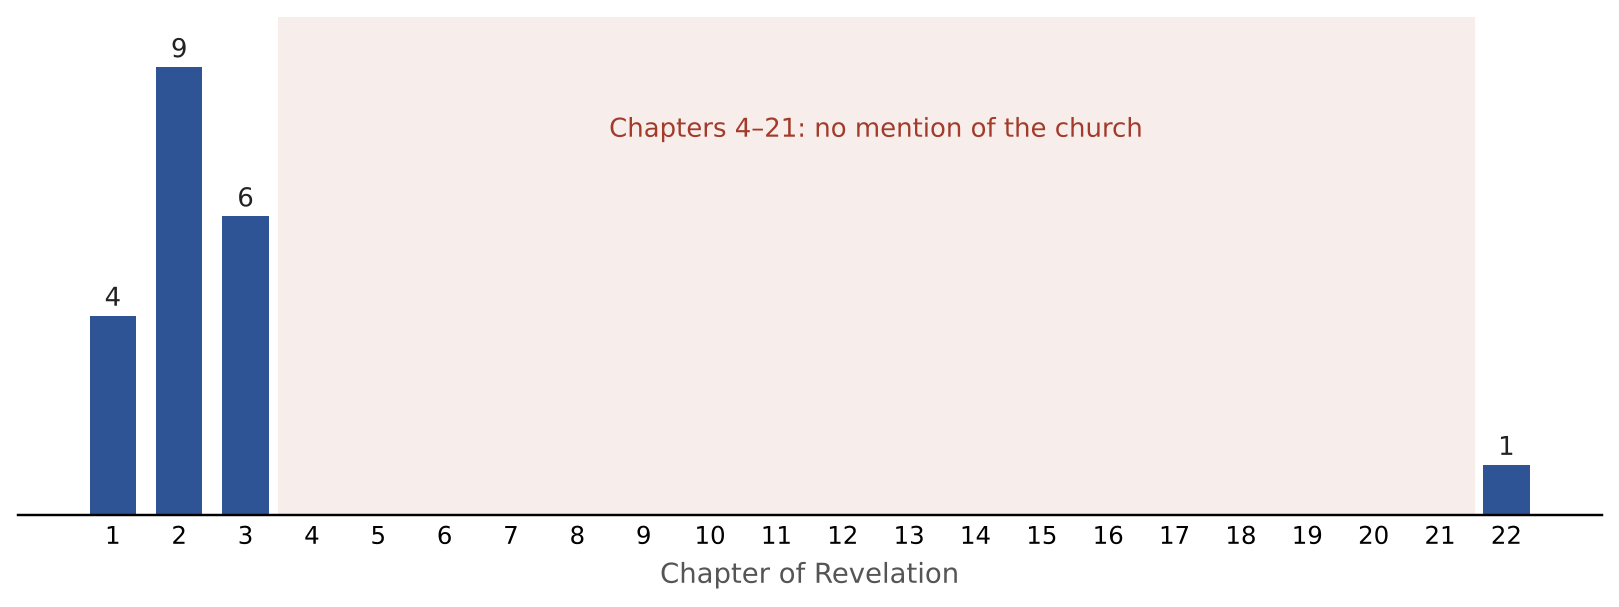 9
Chapters 4–21: no mention of the church
6
4
1
1 2 3 4 5 6 7 8 9 10 11 12 13 14 15 16 17 18 19 20 21 22
Chapter of Revelation